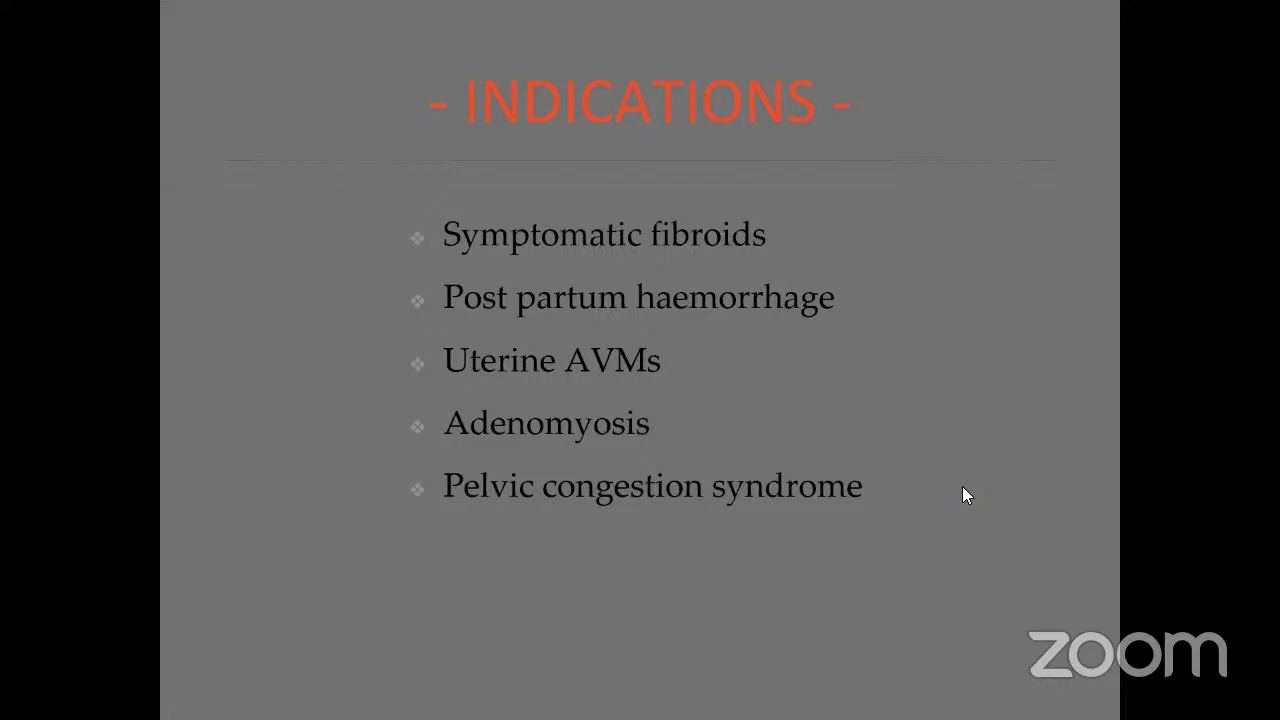 - INDICATIONS -
Symptomatic fibroids
Post partum haemorrhage
Uterine AVMs
Adenomyosis
Pelvic congestion syndrome
zoom